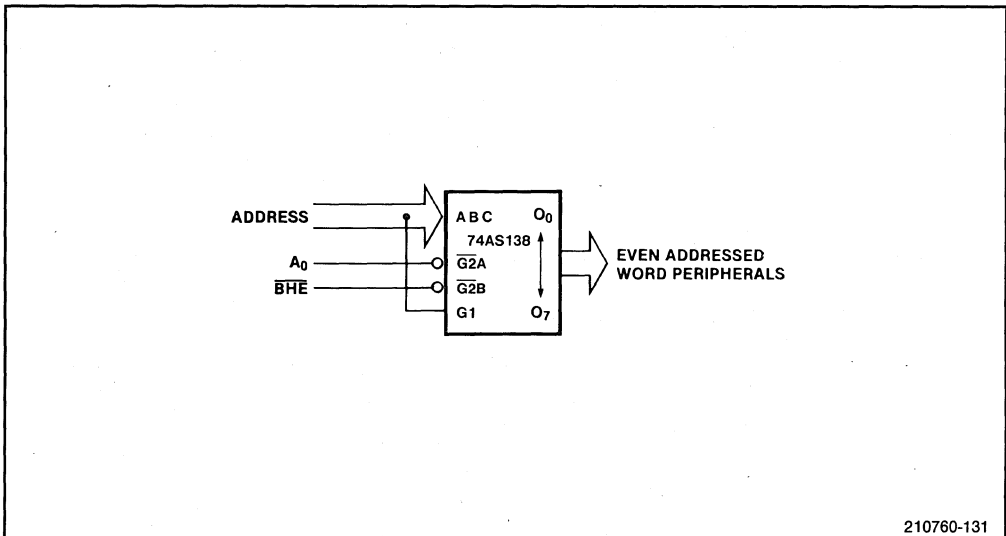 ADDRESS
A0
BHE
A B C
O0
74AS138
G2A
G2B
G1
O7
EVEN ADDRESSED
WORD PERIPHERALS
210760-131